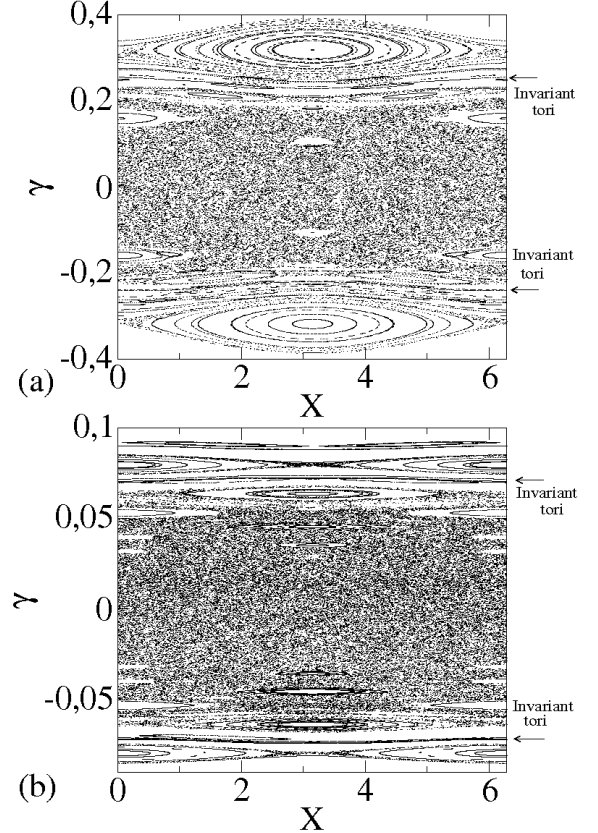 0,4
0,2
0
-0,2
-0,4
γ
Invariant
tori
Invariant
tori
0 2 4 6
(a)
X
0,1
0,05
0
-0,05
γ
Invariant
tori
Invariant
tori
0 2 4 6
(b)
X